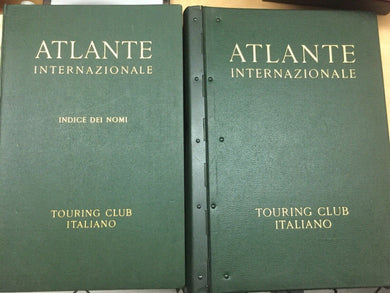 ATLANTE
INTERNAZIONALE
INDICE DEI NOMI
TOURING CLUB
ITALIANO
ATLANTE
INTERNAZIONALE
TOURING CLUB
ITALIANO